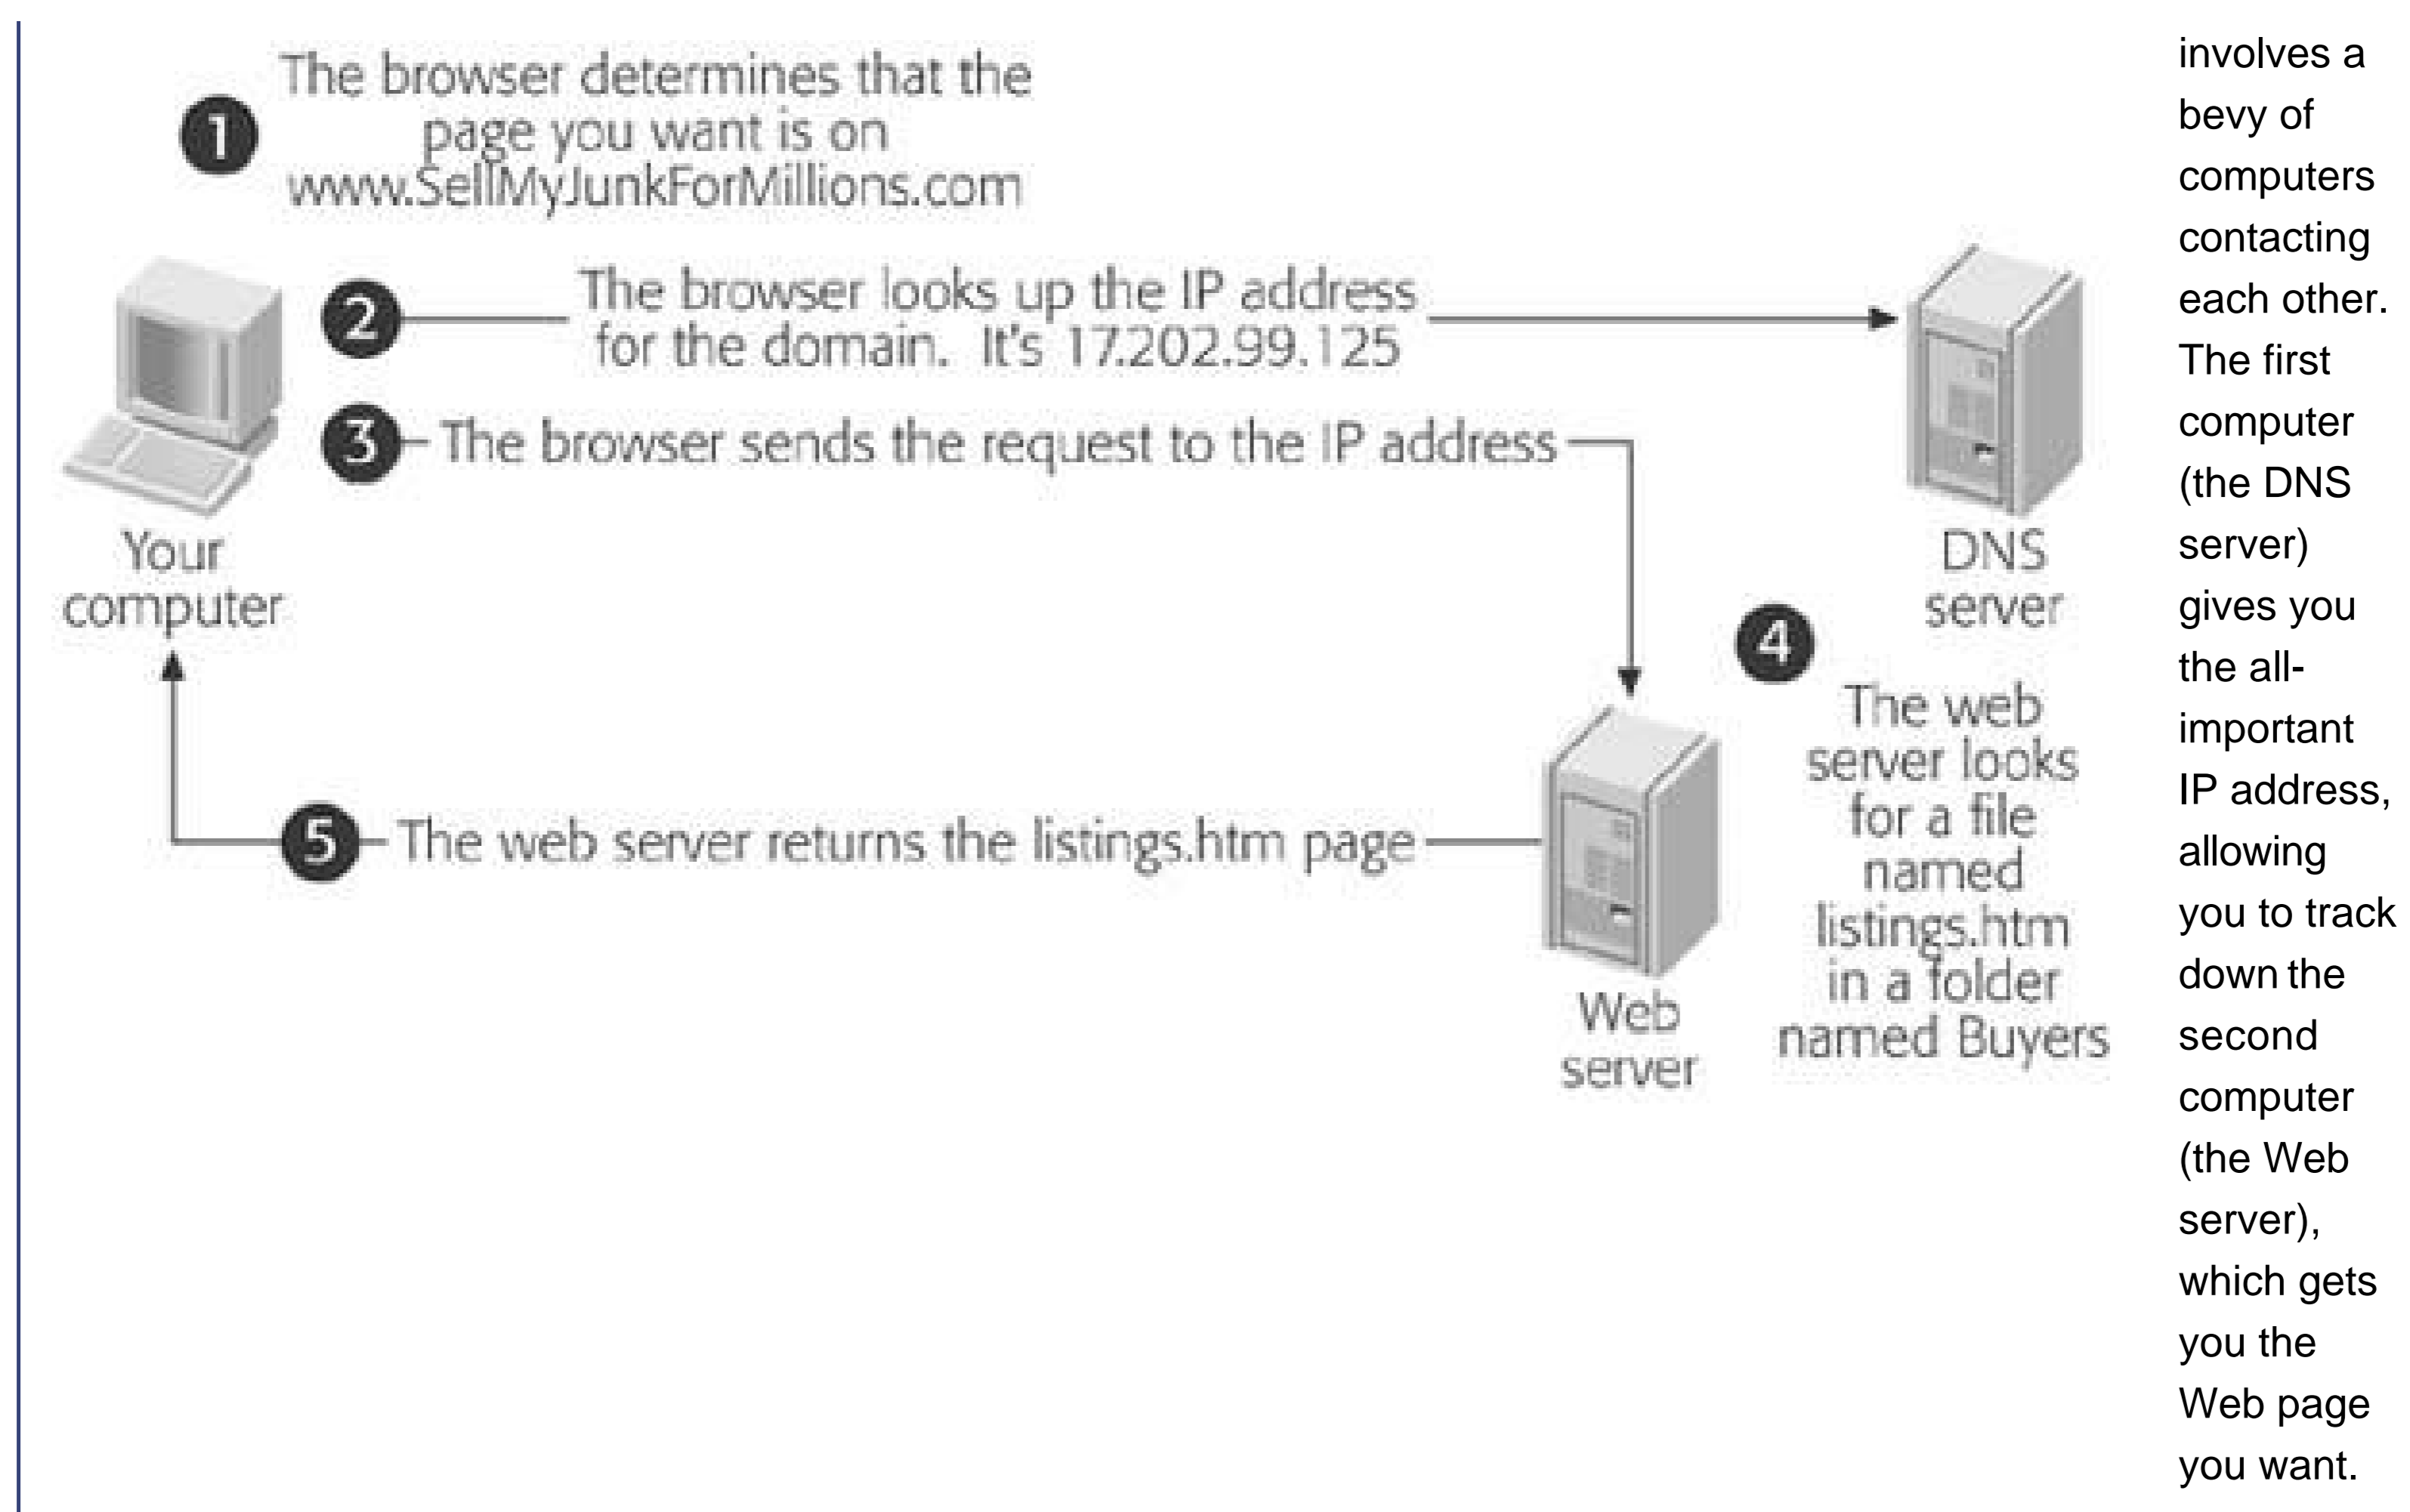 1
The browser determines that the
page you want is on
www.SellMyJunkForMillions.com
2
The browser looks up the IP address
for the domain. It's 17.202.99.125
3
The browser sends the request to the IP address
Your
computer
DNS
server
4
The web
server looks
for a file
named
listings.htm
in a folder
named Buyers
5
The web server returns the listings.htm page
Web
server
involves a
bevy of
computers
contacting
each other.
The first
computer
(the DNS
server)
gives you
the all-
important
IP address,
allowing
you to track
down the
second
computer
(the Web
server),
which gets
you the
Web page
you want.